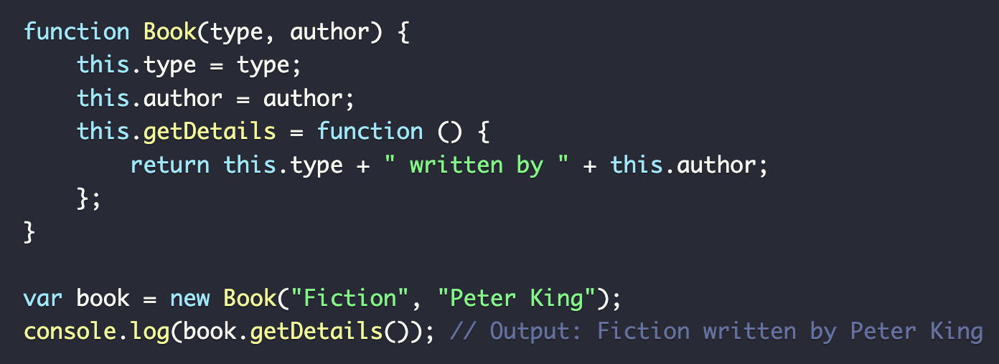 function Book(type, author) {
    this.type = type;
    this.author = author;
    this.getDetails = function () {
        return this.type + " written by " + this.author;
    };
}

var book = new Book("Fiction", "Peter King");
console.log(book.getDetails()); // Output: Fiction written by Peter King